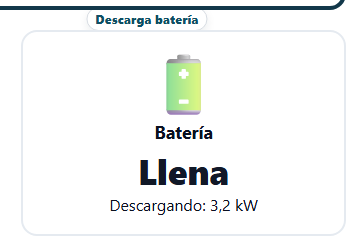 Descarga batería
Batería
Llena
Descargando: 3,2 kW